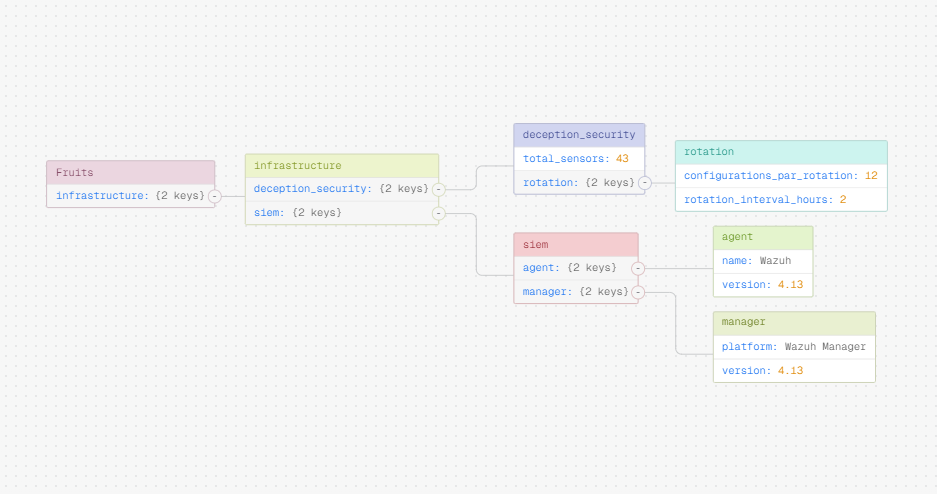 Fruits
infrastructure: {2 keys}
-
infrastructure
deception_security: {2 keys}
-
siem: {2 keys}
-
deception_security
total_sensors: 43
rotation: {2 keys}
-
rotation
configurations_par_rotation: 12
rotation_interval_hours: 2
siem
agent: {2 keys}
-
manager: {2 keys}
-
agent
name: Wazuh
version: 4.13
manager
platform: Wazuh Manager
version: 4.13